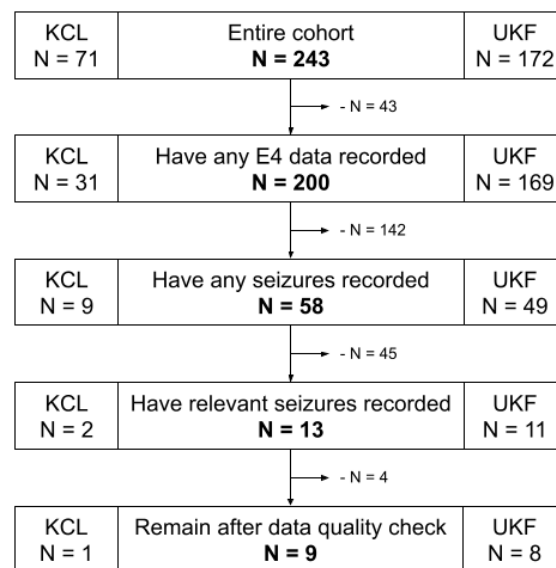 KCL Entire cohort UKF
N = 71 N = 243 N = 172
- N = 43
KCL Have any E4 data recorded UKF
N = 31 N = 200 N = 169
- N = 142
KCL Have any seizures recorded UKF
N = 9 N = 58 N = 49
- N = 45
KCL Have relevant seizures recorded UKF
N = 2 N = 13 N = 11
- N = 4
KCL Remain after data quality check UKF
N = 1 N = 9 N = 8